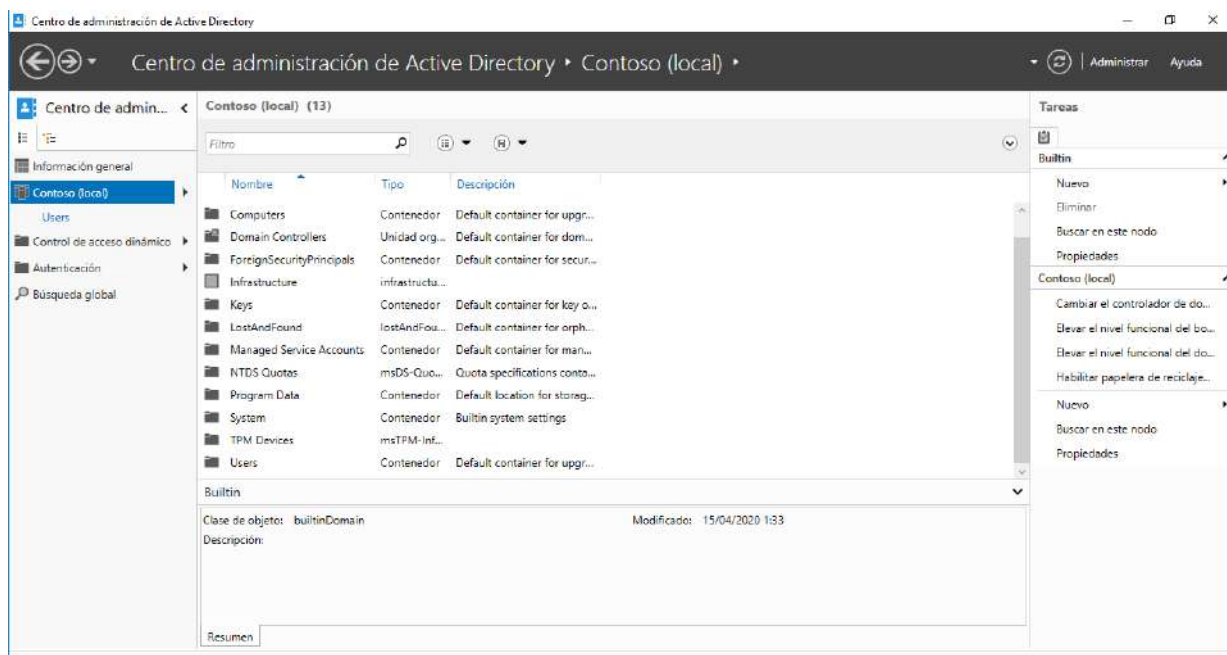 Centro de administración de Active Directory
Centro de administración de Active Directory • Contoso (local) •
Administrar Ayuda
Centro de admin...
Información general
Contoso (local)
Users
Control de acceso dinámico
Autenticación
Búsqueda global
Contoso (local) (13)
Filtro
Nombre Tipo Descripción
Computers Contenedor Default container for upgr...
Domain Controllers Unidad org... Default container for dom...
ForeignSecurityPrincipals Contenedor Default container for secur...
Infrastructure infrastructu...
Keys Contenedor Default container for key o...
LostAndFound lostAndFou... Default container for orph...
Managed Service Accounts Contenedor Default container for man...
NTDS Quotas msDS-Quo... Quota specifications conta...
Program Data Contenedor Default location for storag...
System Contenedor Builtin system settings
TPM Devices msTPM-Inf...
Users Contenedor Default container for upgr...
Builtin
Clase de objeto: builtinDomain Modificado: 15/04/2020 1:33
Descripción:
Resumen
Tareas
Builtin
Nuevo
Eliminar
Buscar en este nodo
Propiedades
Contoso (local)
Cambiar el controlador de do...
Elevar el nivel funcional del bo...
Elevar el nivel funcional del do...
Habilitar papelera de reciclaje...
Nuevo
Buscar en este nodo
Propiedades